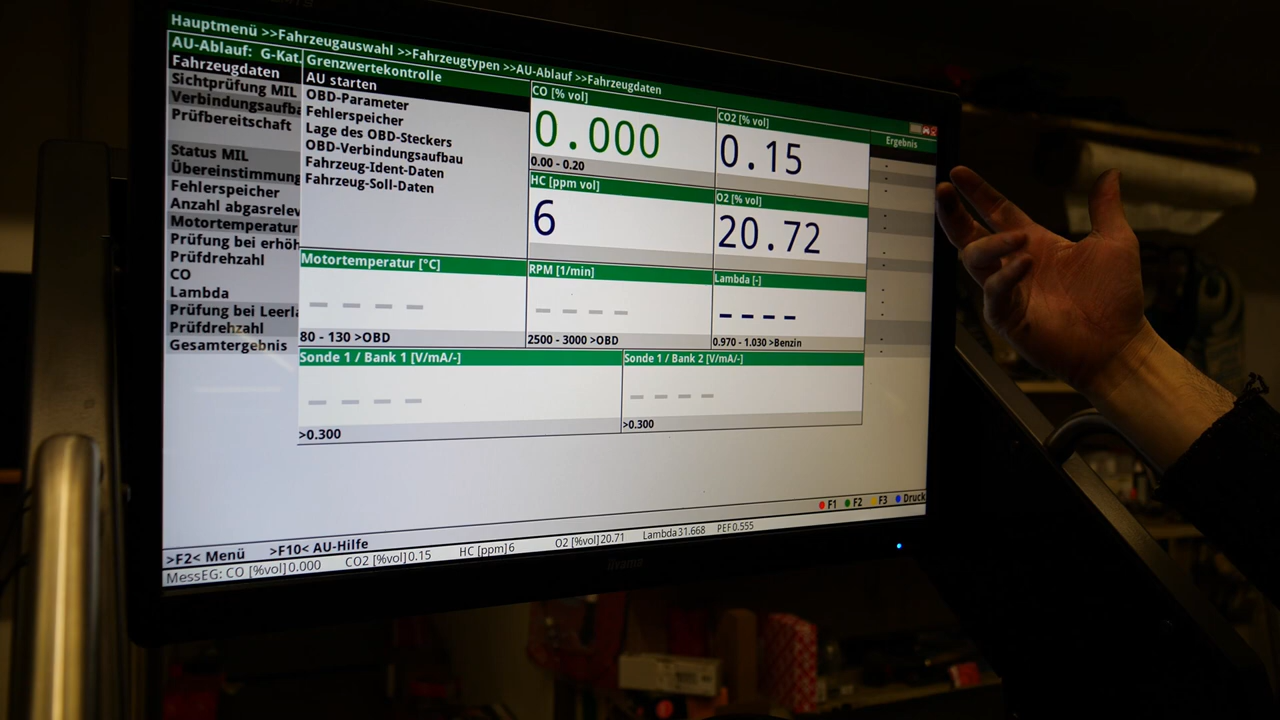 Hauptmenü >>Fahrzeugauswahl >>Fahrzeugtypen >>AU-Ablauf >>Fahrzeugdaten
AU-Ablauf: G-Kat.
Fahrzeugdaten
Sichtprüfung MIL
Verbindungsaufba
Prüfbereitschaft
Status MIL
Übereinstimmung
Fehlerspeicher
Anzahl abgasrelev
Motortemperatur
Prüfung bei erhöh
Prüfdrehzahl
CO
Lambda
Prüfung bei Leerla
Prüfdrehzahl
Gesamtergebnis
Grenzwertekontrolle
AU starten
OBD-Parameter
Fehlerspeicher
Lage des OBD-Steckers
OBD-Verbindungsaufbau
Fahrzeug-Ident-Daten
Fahrzeug-Soll-Daten
CO [% vol]
0.000
0.00 - 0.20
CO2 [% vol]
0.15
HC [ppm vol]
6
O2 [% vol]
20.72
Ergebnis
Motortemperatur [°C]
_ _ _ _
80 - 130 >OBD
RPM [1/min]
_ _ _ _
2500 - 3000 >OBD
Lambda [-]
_ _ _ _
0.970 - 1.030 >Benzin
Sonde 1 / Bank 1 [V/mA/-]
_ _ _ _
>0.300
Sonde 1 / Bank 2 [V/mA/-]
_ _ _ _
>0.300
F1 F2 F3 Druck
>F2< Menü >F10< AU-Hilfe
MessEG: CO [%vol]0.000 CO2 [%vol]0.15 HC [ppm]6 O2 [%vol]20.71 Lambda31.668 PEF0.555
iiyama